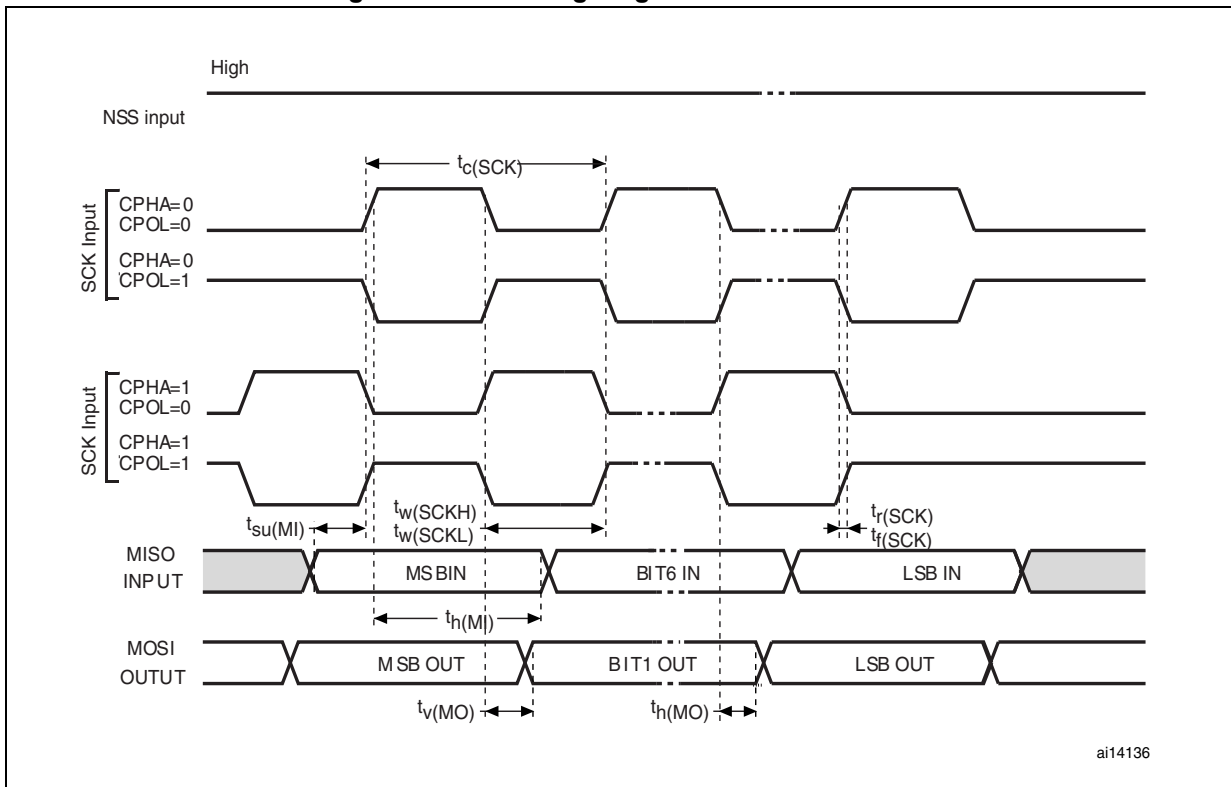 High
NSS input
tc(SCK)
SCK Input
CPHA=0
CPOL=0
CPHA=0
CPOL=1
SCK Input
CPHA=1
CPOL=0
CPHA=1
CPOL=1
tsu(MI)
tw(SCKH)
tw(SCKL)
tr(SCK)
tf(SCK)
MISO
INPUT
MSBIN
BIT6 IN
LSB IN
th(MI)
MOSI
OUTUT
MSB OUT
BIT1 OUT
LSB OUT
tv(MO)
th(MO)
ai14136